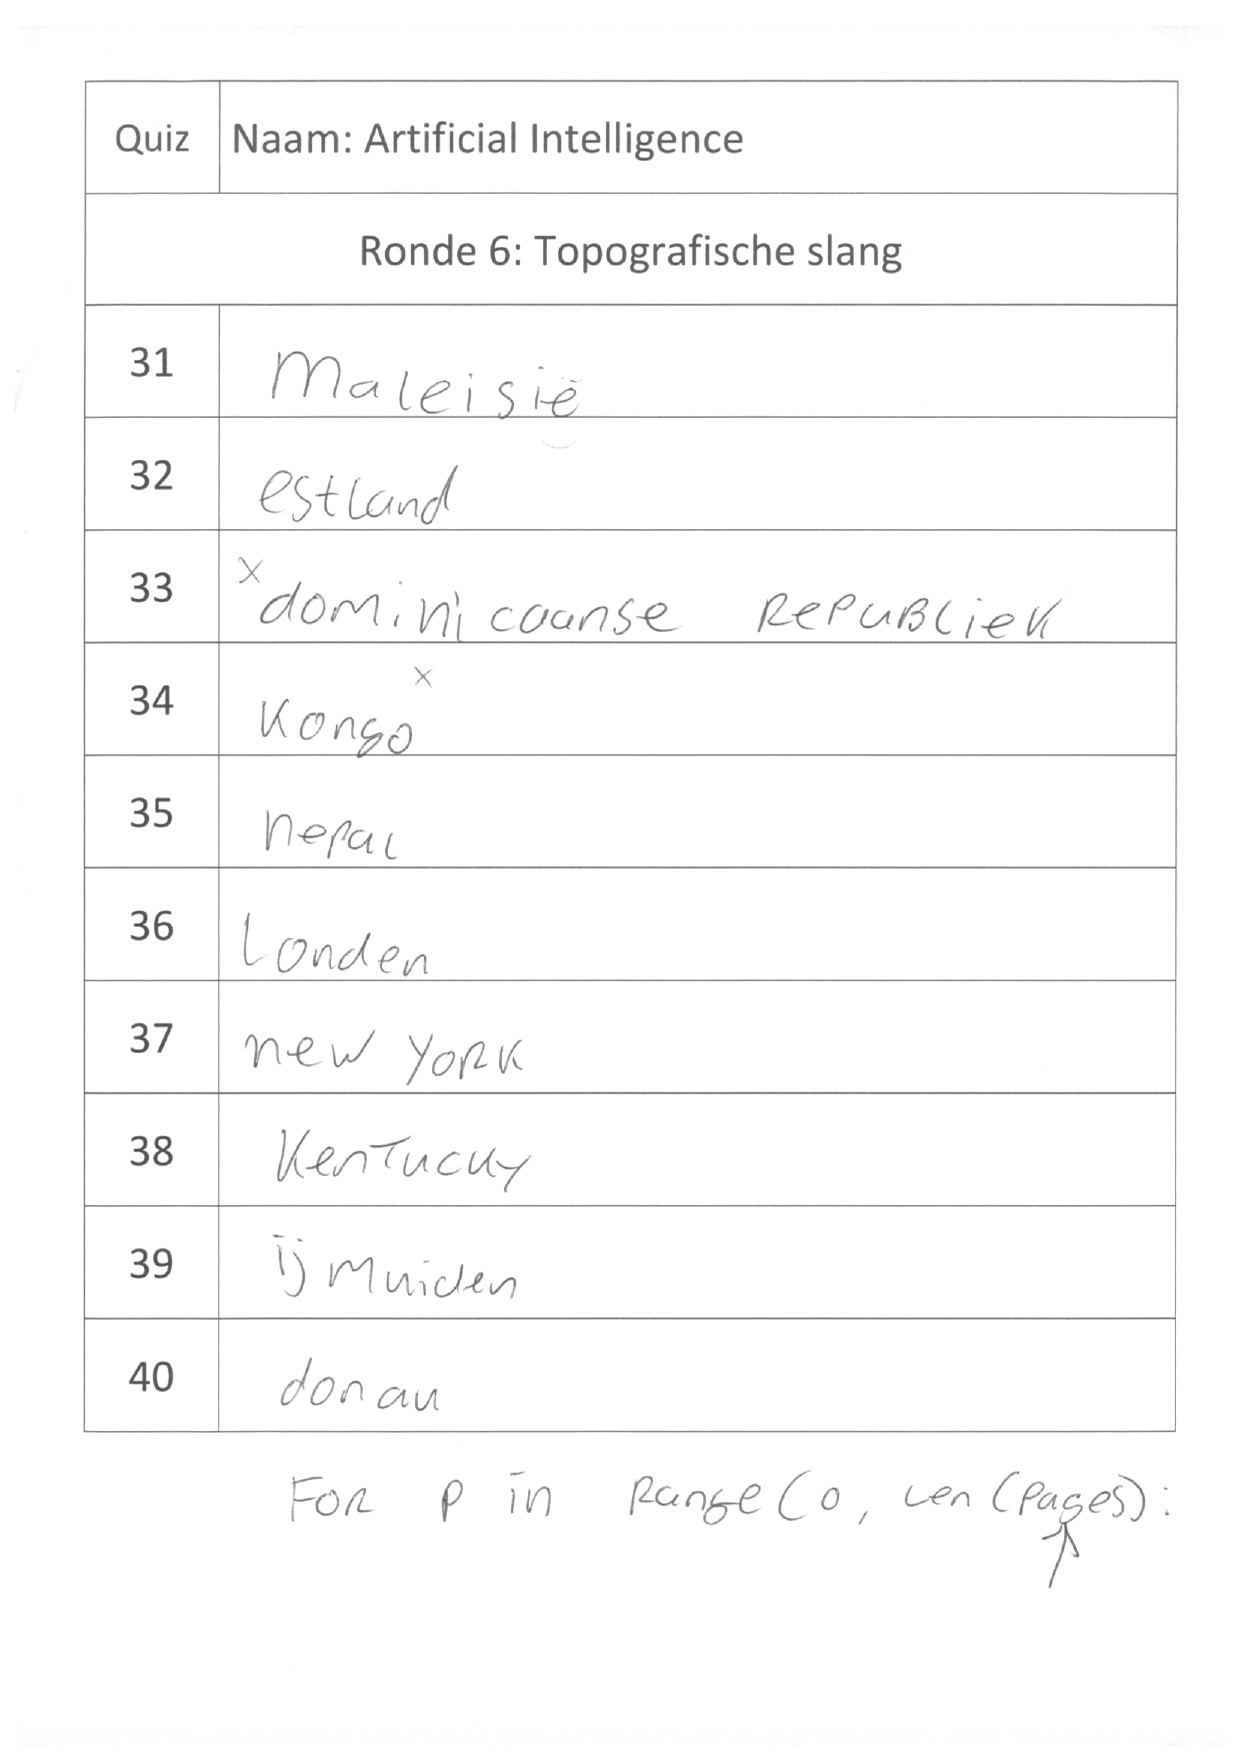 Quiz Naam: Artificial Intelligence
Ronde 6: Topografische slang
31 Maleisië
32 estland
33 x dominicaanse RePuBLieK
34 Kongo x
35 nepal
36 Londen
37 new YORK
38 Kentucky
39 ijmuiden
40 donau
FOR p in Range(0, Len(Pages):